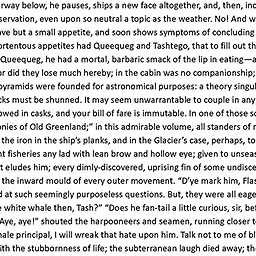 rway below, he pauses, ships a new face altogether, and, then, ind
servation, even upon so neutral a topic as the weather. No! And w
ave but a small appetite, and soon shows symptoms of concluding
ortentous appetites had Queequeg and Tashtego, that to fill out th
Queequeg, he had a mortal, barbaric smack of the lip in eating—a
or did they lose much hereby; in the cabin was no companionship;
pyramids were founded for astronomical purposes: a theory singul
cks must be shunned. It may seem unwarrantable to couple in any
owed in casks, and your bill of fare is immutable. In one of those sc
onies of Old Greenland;" in this admirable volume, all standers of m
the iron in the ship's planks, and in the Glacier's case, perhaps, to
nt fisheries any lad with lean brow and hollow eye; given to unseas
rt eludes him; every dimly-discovered, uprising fin of some undisce
the inward mould of every outer movement. "D'ye mark him, Flas
d at such seemingly purposeless questions. But, they were all eage
e white whale then, Tash?" "Does he fan-tail a little curious, sir, bef
"Aye, aye!" shouted the harpooneers and seamen, running closer t
hale principal, I will wreak that hate upon him. Talk not to me of bl
ith the stubbornness of life; the subterranean laugh died away; the